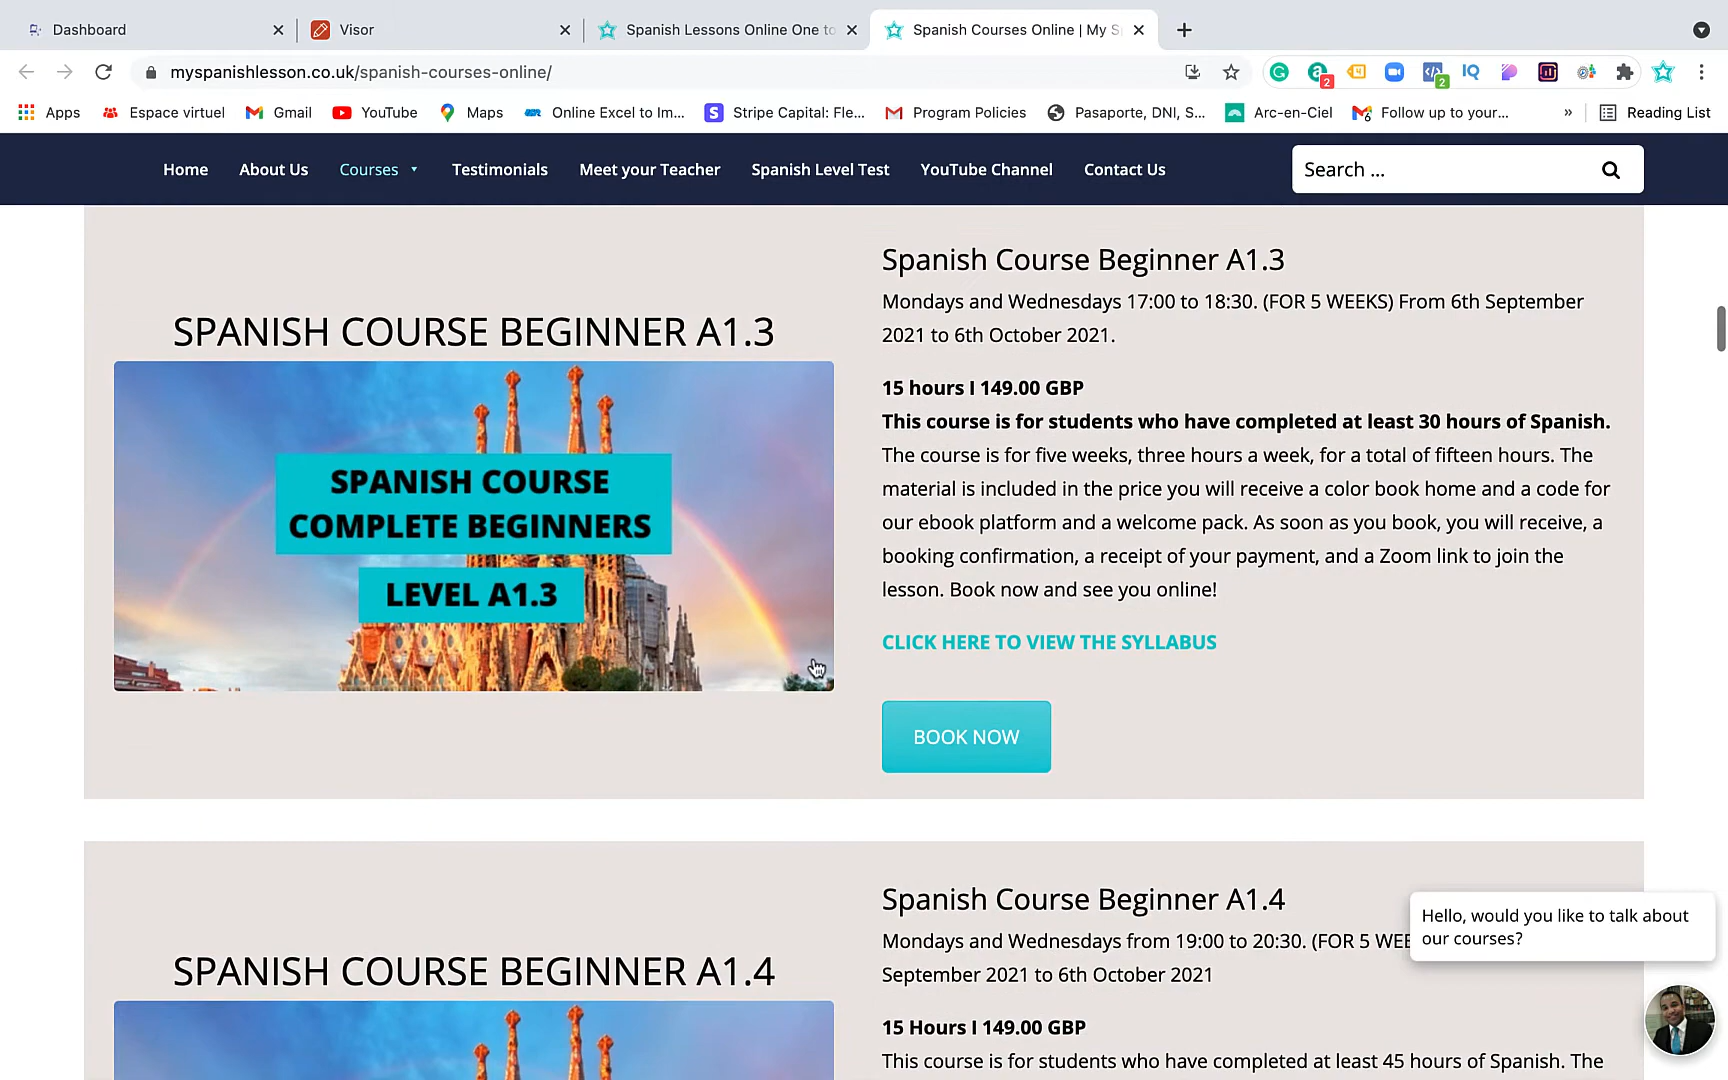 Dashboard
Visor
Spanish Lessons Online One to
Spanish Courses Online | My S
myspanishlesson.co.uk/spanish-courses-online/
2
2
Apps
Espace virtuel
Gmail
YouTube
Maps
Online Excel to Im...
Stripe Capital: Fle...
Program Policies
Pasaporte, DNI, S...
Arc-en-Ciel
Follow up to your...
»
Reading List
Home
About Us
Courses
Testimonials
Meet your Teacher
Spanish Level Test
YouTube Channel
Contact Us
Search ...
SPANISH COURSE BEGINNER A1.3
SPANISH COURSE
COMPLETE BEGINNERS
LEVEL A1.3
Spanish Course Beginner A1.3
Mondays and Wednesdays 17:00 to 18:30. (FOR 5 WEEKS) From 6th September
2021 to 6th October 2021.
15 hours I 149.00 GBP
This course is for students who have completed at least 30 hours of Spanish.
The course is for five weeks, three hours a week, for a total of fifteen hours. The
material is included in the price you will receive a color book home and a code for
our ebook platform and a welcome pack. As soon as you book, you will receive, a
booking confirmation, a receipt of your payment, and a Zoom link to join the
lesson. Book now and see you online!
CLICK HERE TO VIEW THE SYLLABUS
BOOK NOW
SPANISH COURSE BEGINNER A1.4
Spanish Course Beginner A1.4
Mondays and Wednesdays from 19:00 to 20:30. (FOR 5 WEE
September 2021 to 6th October 2021
15 Hours I 149.00 GBP
This course is for students who have completed at least 45 hours of Spanish. The
Hello, would you like to talk about
our courses?